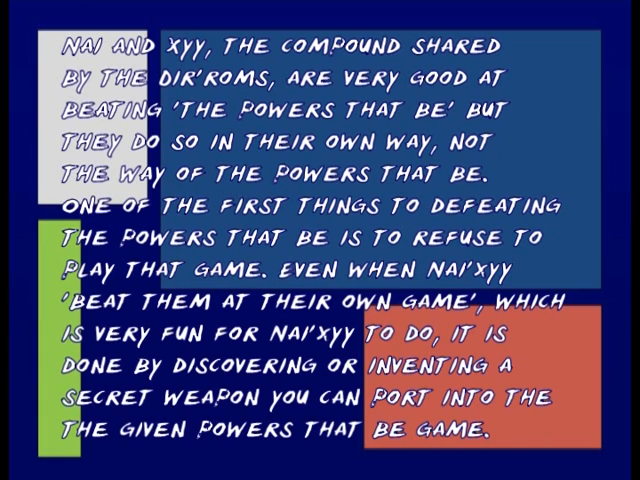 NAI AND XYY, THE COMPOUND SHARED
BY THE DIR'ROMS, ARE VERY GOOD AT
BEATING 'THE POWERS THAT BE' BUT
THEY DO SO IN THEIR OWN WAY, NOT
THE WAY OF THE POWERS THAT BE.
ONE OF THE FIRST THINGS TO DEFEATING
THE POWERS THAT BE IS TO REFUSE TO
PLAY THAT GAME. EVEN WHEN NAI'XYY
'BEAT THEM AT THEIR OWN GAME', WHICH
IS VERY FUN FOR NAI'XYY TO DO, IT IS
DONE BY DISCOVERING OR INVENTING A
SECRET WEAPON YOU CAN PORT INTO THE
THE GIVEN POWERS THAT BE GAME.